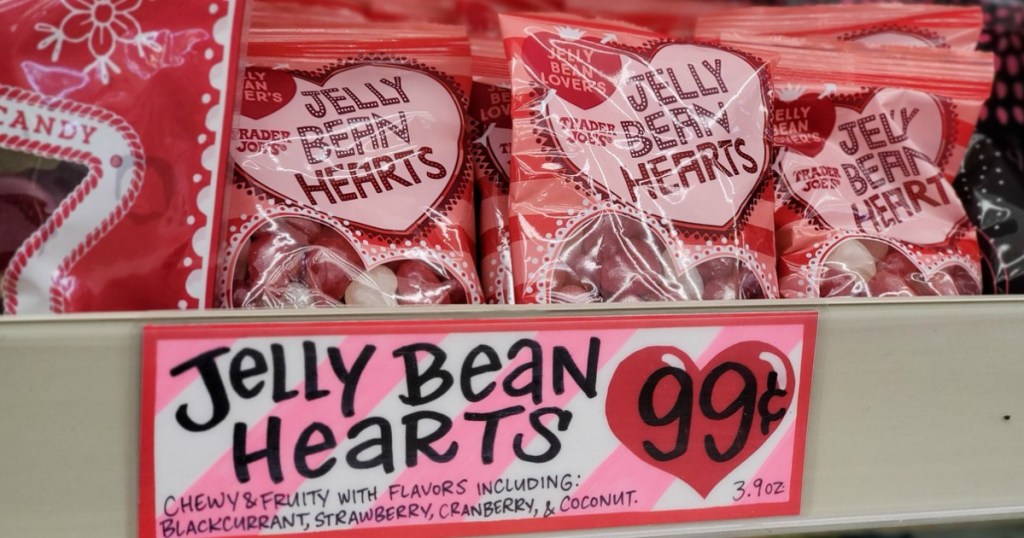 CANDY
JELLY
BEAN
LOVER'S
TRADER
JOE'S
JELLY
BEAN
HEARTS
JELLY
BEAN
LOVER'S
TRADER
JOE'S
JELLY
BEAN
HEARTS
JELLY
BEAN
LOVER'S
TRADER
JOE'S
JELLY
BEAN
HEART
Jelly Bean
Hearts
99¢
CHEWY & FRUITY WITH FLAVORS INCLUDING:
BLACKCURRANT, STRAWBERRY, CRANBERRY, & COCONUT.
3.9oz